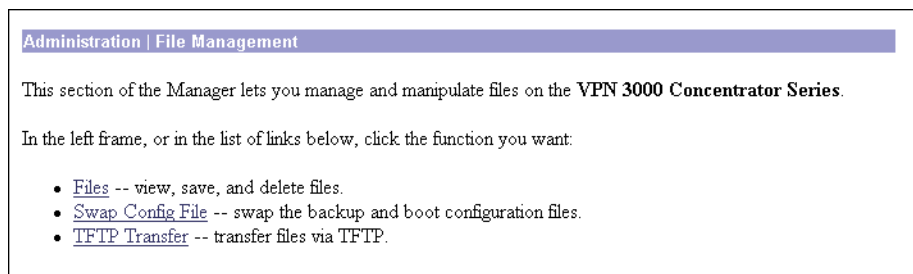 Administration | File Management
This section of the Manager lets you manage and manipulate files on the VPN 3000 Concentrator Series.
In the left frame, or in the list of links below, click the function you want:
• Files -- view, save, and delete files.
• Swap Config File -- swap the backup and boot configuration files.
• TFTP Transfer -- transfer files via TFTP.